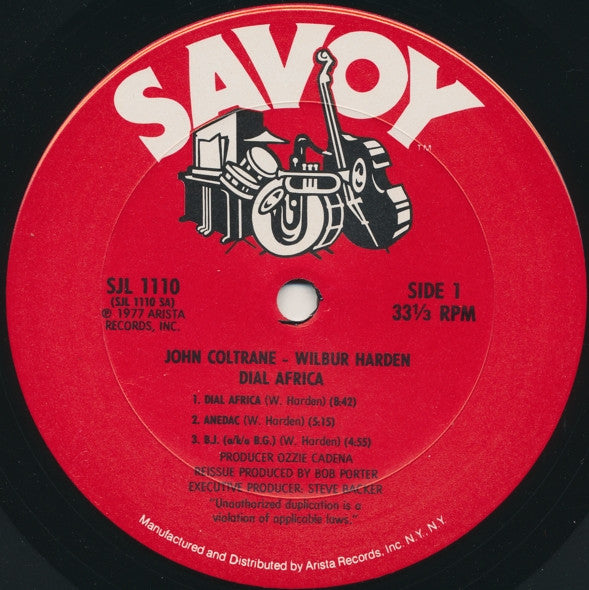 SAVOY
TM
SJL 1110
(SJL 1110 SA)
℗ 1977 ARISTA
RECORDS, INC.
SIDE 1
33⅓ RPM
JOHN COLTRANE - WILBUR HARDEN
DIAL AFRICA
1. DIAL AFRICA (W. Harden) (8:42)
2. ANEDAC (W. Harden) (5:15)
3. B.J. (a/k/a B.G.) (W. Harden) (4:55)
PRODUCER OZZIE CADENA
REISSUE PRODUCED BY BOB PORTER
EXECUTIVE PRODUCER: STEVE BACKER
"Unauthorized duplication is a
violation of applicable laws."
Manufactured and Distributed by Arista Records, Inc. N.Y., N.Y.